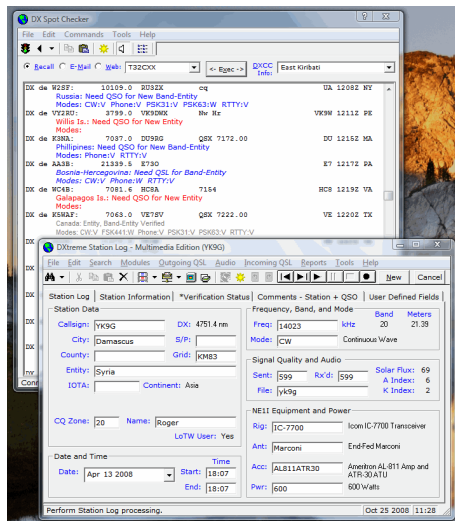 DX Spot Checker
File Edit Commands Tools Help
Recall E-Mail Web: T32CXX <- Exec -> DXCC Info: East Kiribati
DX de W2SF: 10109.0 RU3ZX cq UA 1208Z NY
Russia: Need QSO for New Band-Entity
Modes: CW:V Phone:V PSK31:V PSK63:W RTTY:V
DX de VY2RU: 3799.0 VK9DWX Nw Hr VK9W 1211Z PK
Willis Is.: Need QSO for New Entity
Modes:
DX de K3NA: 7037.0 DU9RG QSX 7172.00 DU 1215Z MA
Phillipines: Need QSO for New Band-Entity
Modes: Phone:V RTTY:V
DX de AA3B: 21339.5 E730 E7 1217Z PA
Bosnia-Hercegovina: Need QSL for Band-Entity
Modes: CW:V Phone:W RTTY:V
DX de WC4B: 7081.6 HC8A 7154 HC8 1219Z VA
Galapagos Is.: Need QSO for New Entity
Modes:
DX de K5WAF: 7063.0 VE7SV QSX 7222.00 VE 1220Z TX
Canada: Entity, Band-Entity Verified
Modes: CW:V FSK441:W Phone:V PSK31:V PSK63:V RTTY:V
DXtreme Station Log - Multimedia Edition (YK9G)
File Edit Search Modules Outgoing QSL Audio Incoming QSL Reports Tools Help
New Cancel
Station Log Station Information *Verification Status Comments - Station + QSO User Defined Fields
Station Data
Callsign: YK9G DX: 4751.4 nm
City: Damascus S/P:
County: Grid: KM83
Entity: Syria
IOTA: Continent: Asia
CQ Zone: 20 Name: Roger
LoTW User: Yes
Date and Time
Time
Date: Apr 13 2008 Start: 18:07
End: 18:07
Frequency, Band, and Mode
Band Meters
Freq: 14023 kHz 20 21.39
Mode: CW Continuous Wave
Signal Quality and Audio
Sent: 599 Rx'd: 599 Solar Flux: 69
A Index: 6
File: yk9g K Index: 2
NE1I Equipment and Power
Rig: IC-7700 Icom IC-7700 Transceiver
Ant: Marconi End-Fed Marconi
Acc: AL811ATR30 Ameritron AL-811 Amp and ATR-30 ATU
Pwr: 600 600 Watts
Perform Station Log processing. Oct 25 2008 11:28